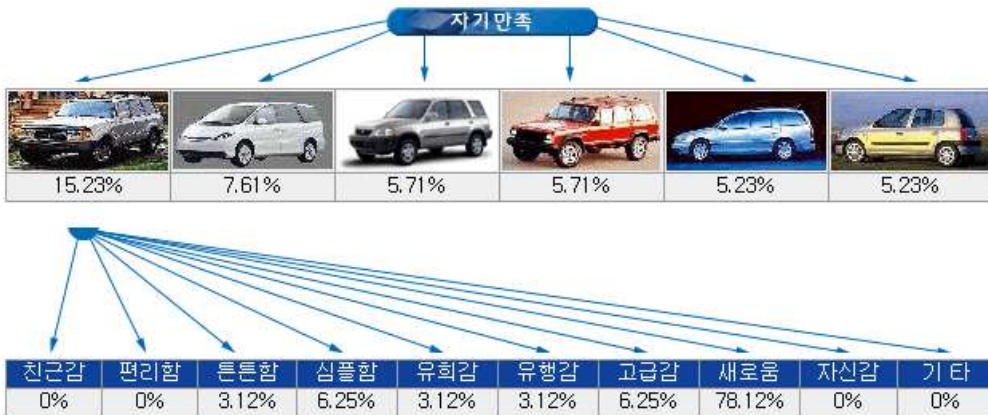 자기만족
15.23% 7.61% 5.71% 5.71% 5.23% 5.23%
친근감 편리함 튼튼함 심플함 유희감 유행감 고급감 새로움 자신감 기타
0% 0% 3.12% 6.25% 3.12% 3.12% 6.25% 78.12% 0% 0%